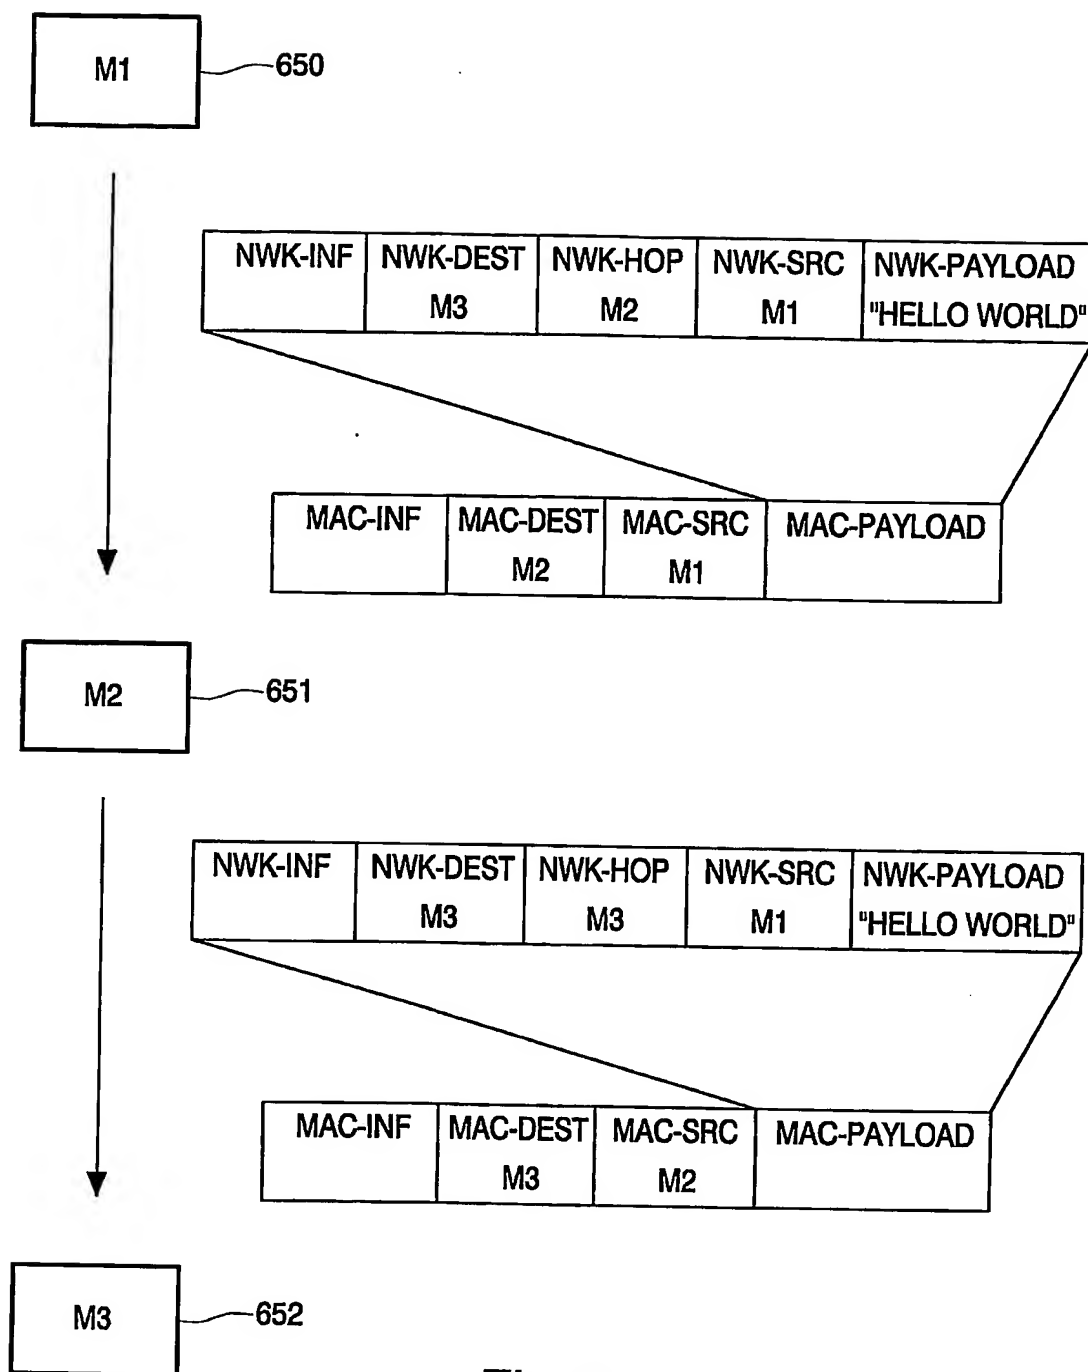 M1
650
NWK-INF NWK-DEST NWK-HOP NWK-SRC NWK-PAYLOAD
M3 M2 M1 "HELLO WORLD"
MAC-INF MAC-DEST MAC-SRC MAC-PAYLOAD
M2 M1
M2
651
NWK-INF NWK-DEST NWK-HOP NWK-SRC NWK-PAYLOAD
M3 M3 M1 "HELLO WORLD"
MAC-INF MAC-DEST MAC-SRC MAC-PAYLOAD
M3 M2
M3
652